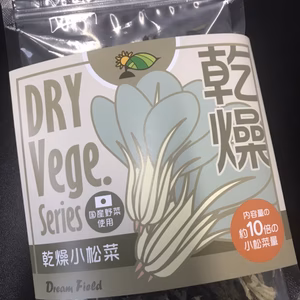 DRY
Vege.
Series
国産野菜
使用
乾燥小松菜
Dream Field
乾燥
内容量の
約10倍の
小松菜量